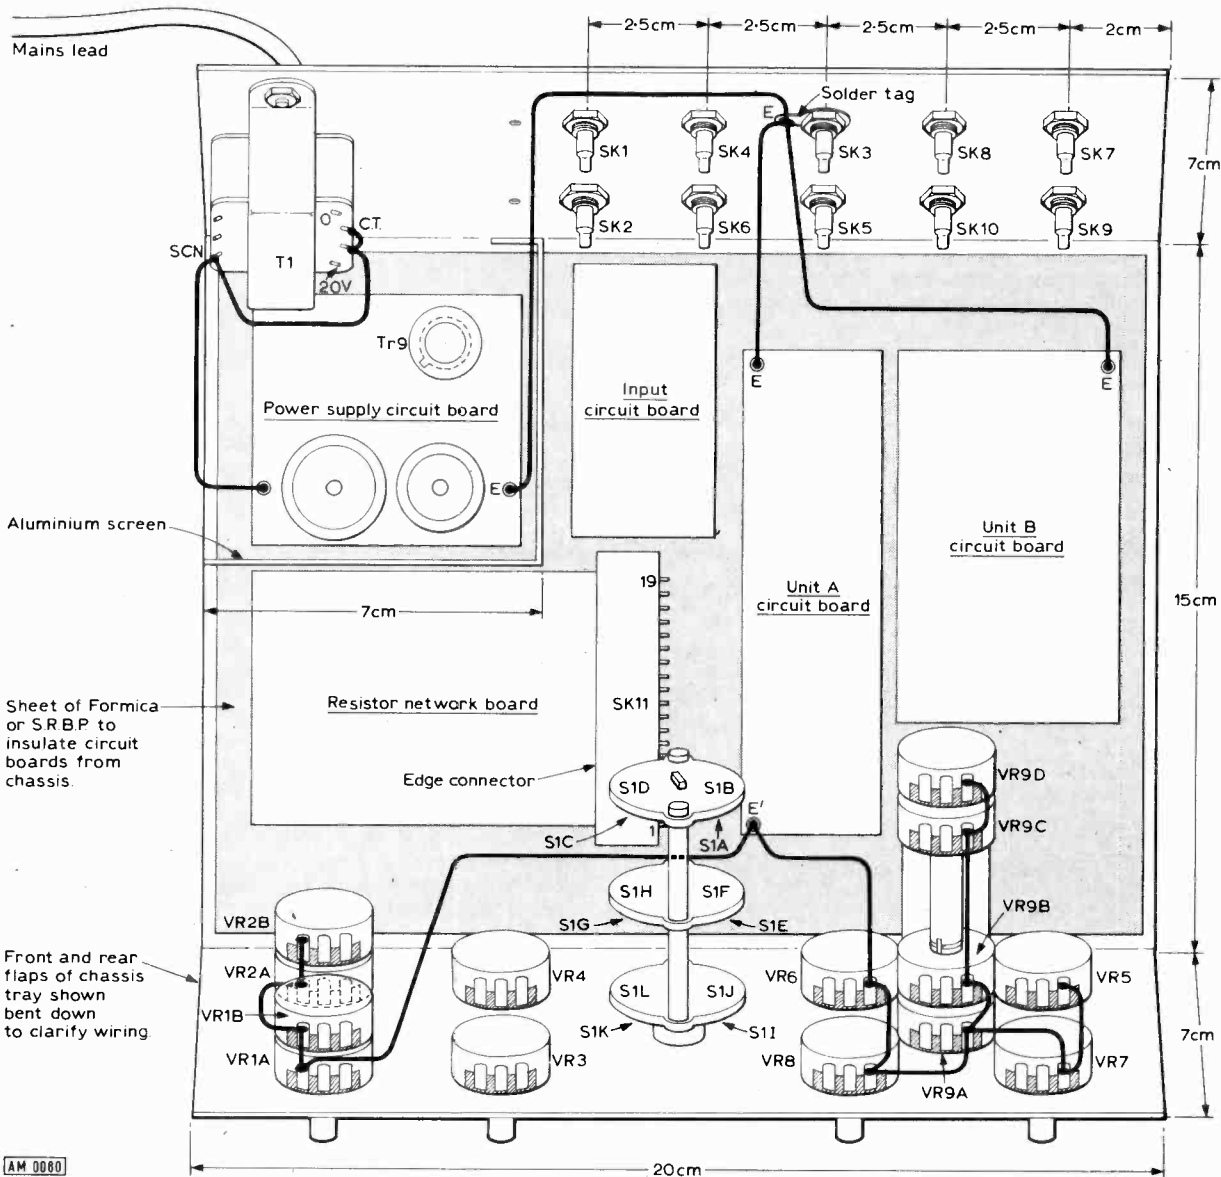 Mains lead
2·5cm
2·5cm
2·5cm
2·5cm
2cm
Solder tag
E
SK1
SK4
SK3
SK8
SK7
7cm
SK2
SK6
SK5
SK10
SK9
O
C.T.
SCN
T1
20V
Tr9
E
E
Input
circuit board
Power supply circuit board
E
Aluminium screen
Unit B
circuit board
19
Unit A
circuit board
7cm
15cm
Sheet of Formica
or S.R.B.P. to
insulate circuit
boards from
chassis.
Resistor network board
SK11
Edge connector
S1D
S1B
VR9D
E'
VR9C
1
S1C
S1A
S1H
S1F
VR9B
VR2B
S1G
S1E
Front and rear
flaps of chassis
tray shown
bent down
to clarify wiring.
VR2A
VR4
VR6
VR5
S1L
S1J
VR1B
S1K
S1I
VR1A
VR3
VR8
VR7
VR9A
7cm
AM 0060
20cm